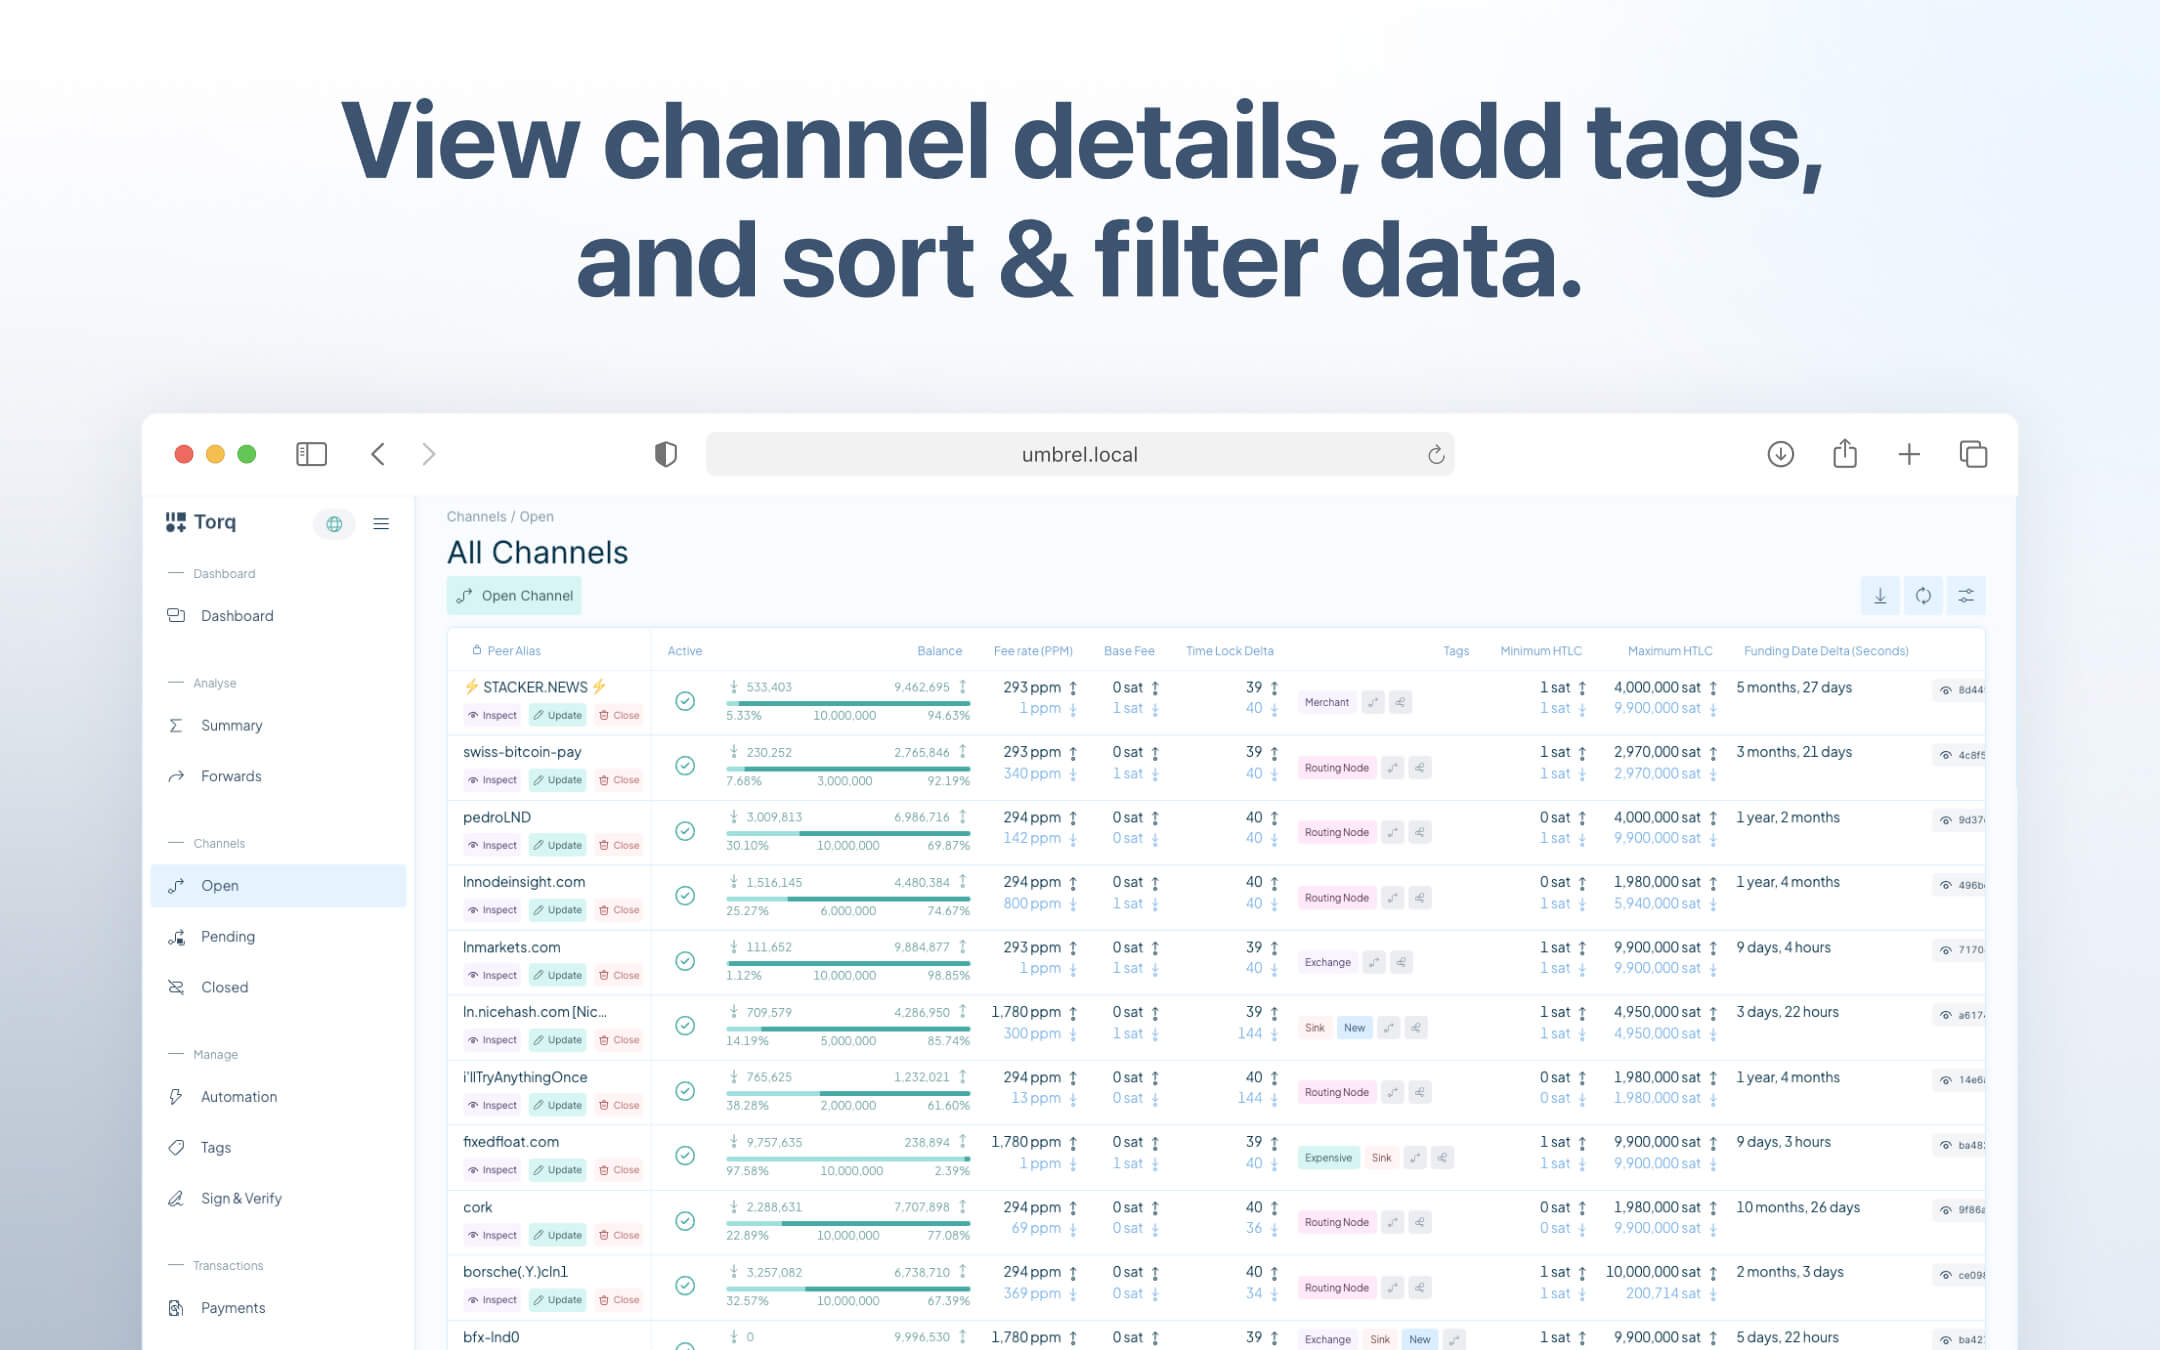 View channel details, add tags,
and sort & filter data.
umbrel.local
Torq
Dashboard
Dashboard
Analyse
Summary
Forwards
Channels
Open
Pending
Closed
Manage
Automation
Tags
Sign & Verify
Transactions
Payments
Channels / Open
All Channels
Open Channel
Peer Alias Active Balance Fee rate (PPM) Base Fee Time Lock Delta Tags Minimum HTLC Maximum HTLC Funding Date Delta (Seconds)
⚡ STACKER.NEWS ⚡ 533,403 9,462,695 293 ppm 0 sat 39 1 sat 4,000,000 sat 5 months, 27 days
Inspect Update Close 5.33% 10,000,000 94.63% 1 ppm 1 sat 40 Merchant 1 sat 9,900,000 sat
swiss-bitcoin-pay 230,252 2,765,846 293 ppm 0 sat 39 1 sat 2,970,000 sat 3 months, 21 days
Inspect Update Close 7.68% 3,000,000 92.19% 340 ppm 1 sat 40 Routing Node 1 sat 2,970,000 sat
pedroLND 3,009,813 6,986,716 294 ppm 0 sat 40 0 sat 4,000,000 sat 1 year, 2 months
Inspect Update Close 30.10% 10,000,000 69.87% 142 ppm 0 sat 40 Routing Node 1 sat 9,900,000 sat
lnnodeinsight.com 1,516,145 4,480,384 294 ppm 0 sat 40 0 sat 1,980,000 sat 1 year, 4 months
Inspect Update Close 25.27% 6,000,000 74.67% 800 ppm 1 sat 40 Routing Node 1 sat 5,940,000 sat
lnmarkets.com 111,652 9,884,877 293 ppm 0 sat 39 1 sat 9,900,000 sat 9 days, 4 hours 7170
Inspect Update Close 1.12% 10,000,000 98.85% 1 ppm 1 sat 40 Exchange 1 sat 9,900,000 sat
ln.nicehash.com [Nic... 709,579 4,286,950 1,780 ppm 0 sat 39 1 sat 4,950,000 sat 3 days, 22 hours
Inspect Update Close 14.19% 5,000,000 85.74% 300 ppm 1 sat 144 Sink New 1 sat 4,950,000 sat
i'llTryAnythingOnce 765,625 1,232,021 294 ppm 0 sat 40 0 sat 1,980,000 sat 1 year, 4 months
Inspect Update Close 38.28% 2,000,000 61.60% 13 ppm 0 sat 144 Routing Node 0 sat 1,980,000 sat
fixedfloat.com 9,757,635 238,894 1,780 ppm 0 sat 39 1 sat 9,900,000 sat 9 days, 3 hours
Inspect Update Close 97.58% 10,000,000 2.39% 1 ppm 1 sat 40 Expensive Sink 1 sat 9,900,000 sat
cork 2,288,631 7,707,898 294 ppm 0 sat 40 0 sat 1,980,000 sat 10 months, 26 days
Inspect Update Close 22.89% 10,000,000 77.08% 69 ppm 0 sat 36 Routing Node 0 sat 9,900,000 sat
borsche(.Y.)cln1 3,257,082 6,738,710 294 ppm 0 sat 40 1 sat 10,000,000 sat 2 months, 3 days
Inspect Update Close 32.57% 10,000,000 67.39% 369 ppm 0 sat 34 Routing Node 1 sat 200,714 sat
bfx-lnd0 0 9,996,530 1,780 ppm 0 sat 39 Exchange Sink New 1 sat 9,900,000 sat 5 days, 22 hours